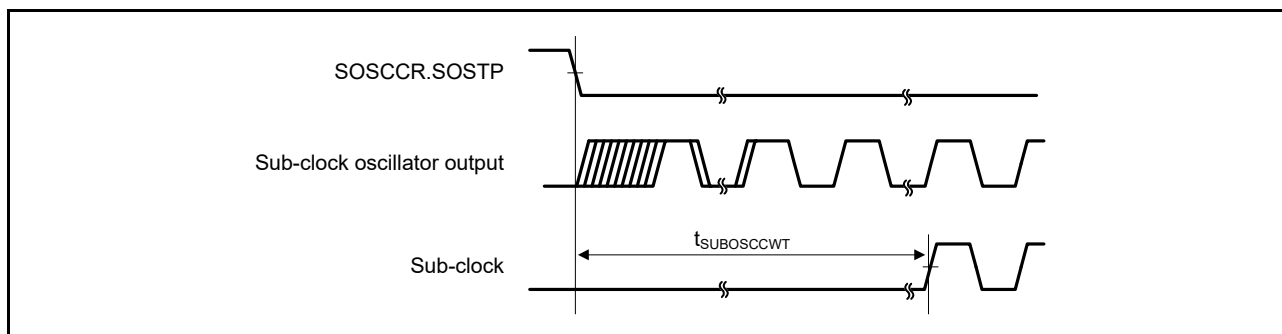 SOSCCR.SOSTP
Sub-clock oscillator output
tSUBOSCCWT
Sub-clock